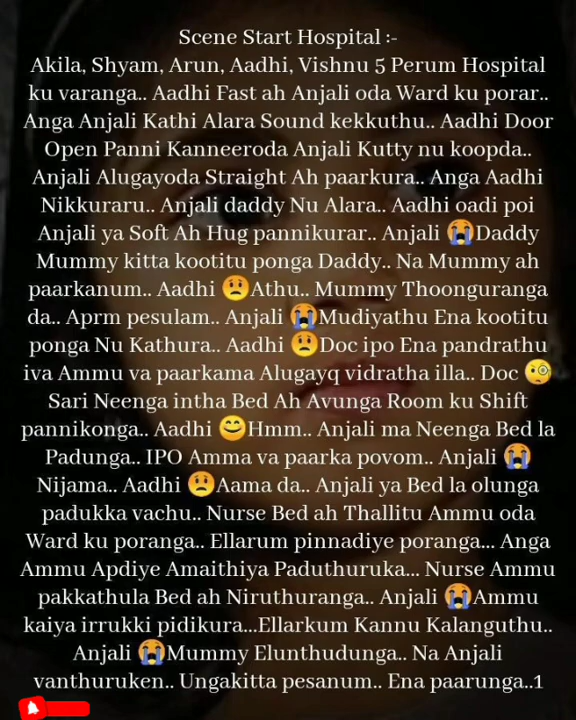 Scene Start Hospital :-
Akila, Shyam, Arun, Aadhi, Vishnu 5 Perum Hospital
ku varanga.. Aadhi Fast ah Anjali oda Ward ku porar..
Anga Anjali Kathi Alara Sound kekkuthu.. Aadhi Door
Open Panni Kanneeroda Anjali Kutty nu koopda..
Anjali Alugayoda Straight Ah paarkura.. Anga Aadhi
Nikkuraru.. Anjali daddy Nu Alara.. Aadhi oadi poi
Anjali ya Soft Ah Hug pannikurar.. Anjali 😭Daddy
Mummy kitta kootitu ponga Daddy.. Na Mummy ah
paarkanum.. Aadhi 😟Athu.. Mummy Thoonguranga
da.. Aprm pesulam.. Anjali 😭Mudiyathu Ena kootitu
ponga Nu Kathura.. Aadhi 😟Doc ipo Ena pandrathu
iva Ammu va paarkama Alugayq vidratha illa.. Doc 🧐
Sari Neenga intha Bed Ah Avunga Room ku Shift
pannikonga.. Aadhi 😊Hmm.. Anjali ma Neenga Bed la
Padunga.. IPO Amma va paarka povom.. Anjali 😭
Nijama.. Aadhi 😟Aama da.. Anjali ya Bed la olunga
padukka vachu.. Nurse Bed ah Thallitu Ammu oda
Ward ku poranga.. Ellarum pinnadiye poranga... Anga
Ammu Apdiye Amaithiya Paduthuruka... Nurse Ammu
pakkathula Bed ah Niruthuranga.. Anjali 😭Ammu
kaiya irrukki pidikura...Ellarkum Kannu Kalanguthu..
Anjali 😭Mummy Elunthudunga.. Na Anjali
vanthuruken.. Ungakitta pesanum.. Ena paarunga..1